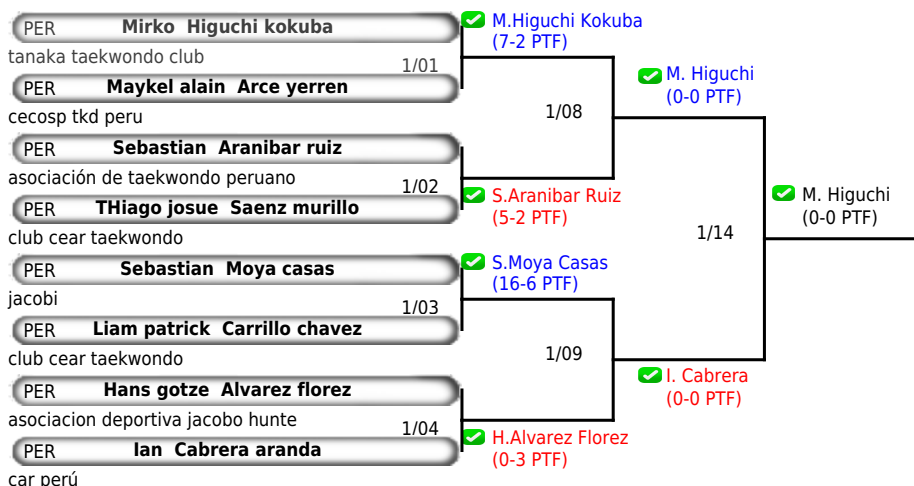 PER Mirko Higuchi kokuba
tanaka taekwondo club
1/01
PER Maykel alain Arce yerren
cecosp tkd peru
PER Sebastian Aranibar ruiz
asociación de taekwondo peruano
1/02
PER THiago josue Saenz murillo
club cear taekwondo
PER Sebastian Moya casas
jacobi
1/03
PER Liam patrick Carrillo chavez
club cear taekwondo
PER Hans gotze Alvarez florez
asociacion deportiva jacobo hunte
1/04
PER Ian Cabrera aranda
car perú
M.Higuchi Kokuba
(7-2 PTF)
1/08
S.Aranibar Ruiz
(5-2 PTF)
S.Moya Casas
(16-6 PTF)
1/09
H.Alvarez Florez
(0-3 PTF)
M. Higuchi
(0-0 PTF)
1/14
I. Cabrera
(0-0 PTF)
M. Higuchi
(0-0 PTF)